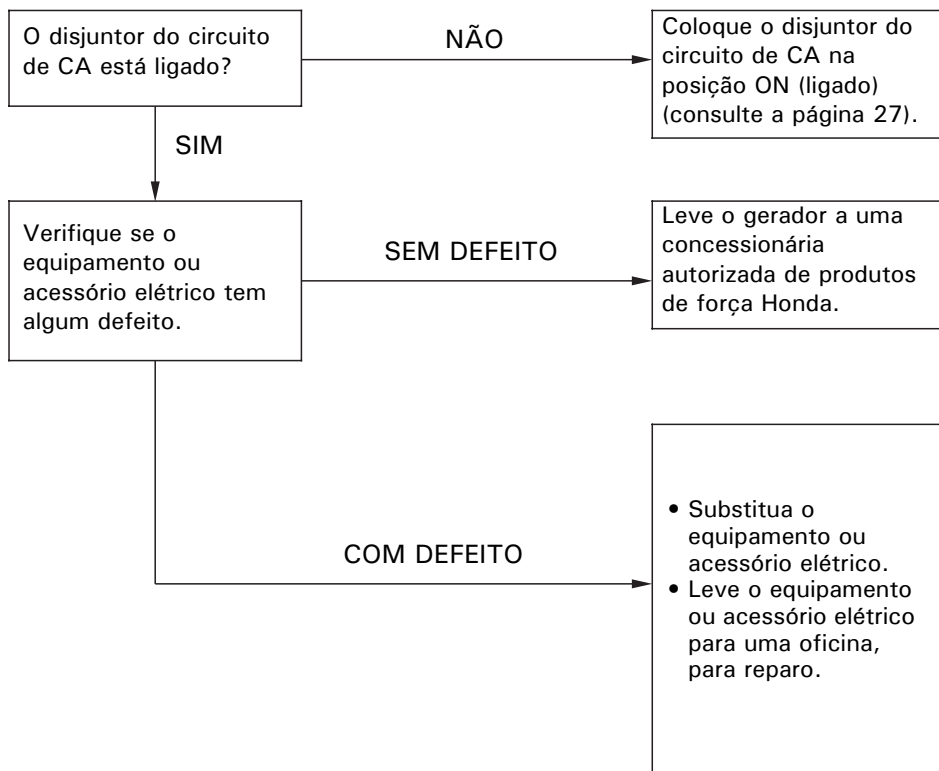 O disjuntor do circuito
de CA está ligado?
NÃO
Coloque o disjuntor do
circuito de CA na
posição ON (ligado)
(consulte a página 27).
SIM
Verifique se o
equipamento ou
acessório elétrico tem
algum defeito.
SEM DEFEITO
Leve o gerador a uma
concessionária
autorizada de produtos
de força Honda.
COM DEFEITO
• Substitua o
equipamento ou
acessório elétrico.
• Leve o equipamento
ou acessório elétrico
para uma oficina,
para reparo.